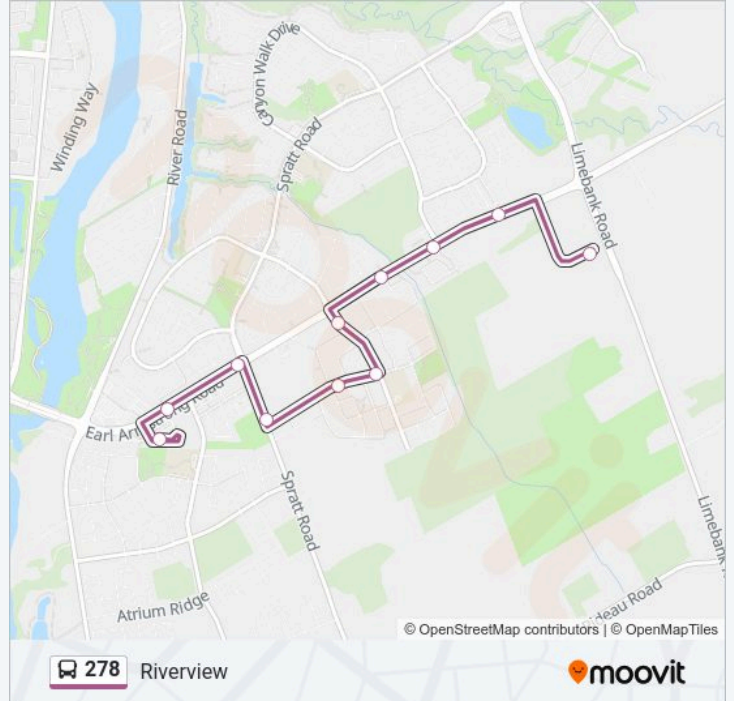 Canyon Walk Drive
Winding Way
River Road
Spratt Road
Limebank Road
Earl Armstrong Road
Spratt Road
Limebank
Atrium Ridge
Rideau Road
© OpenStreetMap contributors | © OpenMapTiles
278 Riverview
moovit